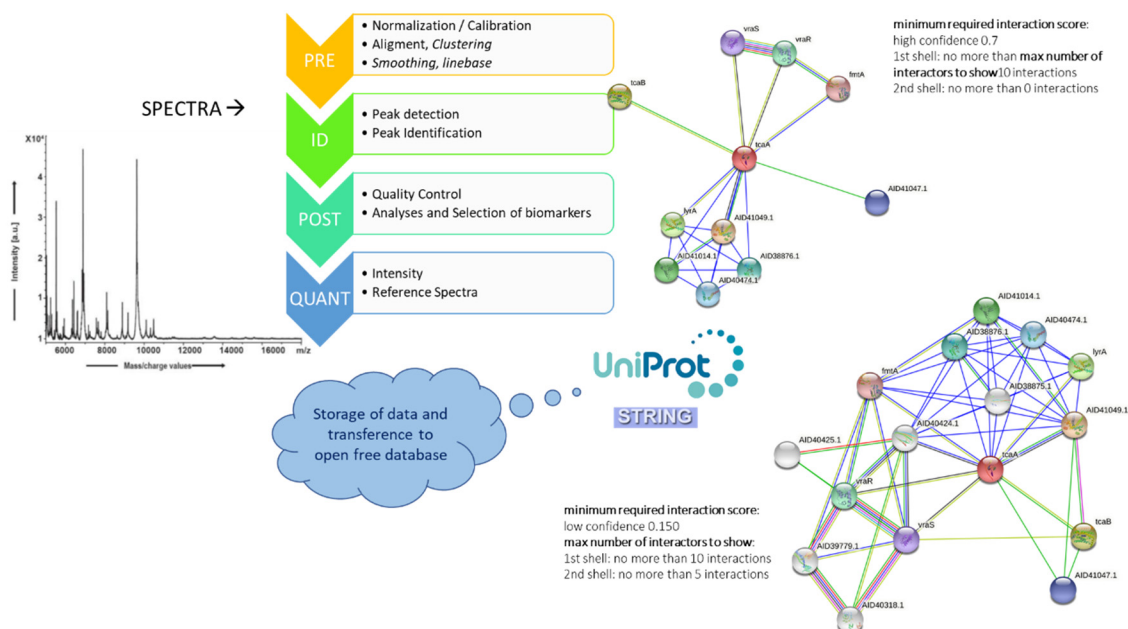 SPECTRA →
X10⁴
4
3
2
1
1
Intensity [a.u.]
6000 8000 10000 12000 14000 16000 m/z
Mass/charge values
PRE
• Normalization / Calibration
• Aligment, Clustering
• Smoothing, linebase
ID
• Peak detection
• Peak Identification
POST
• Quality Control
• Analyses and Selection of biomarkers
QUANT
• Intensity
• Reference Spectra
Storage of data and
transference to
open free database
UniProt
STRING
minimum required interaction score:
high confidence 0.7
1st shell: no more than max number of
interactors to show10 interactions
2nd shell: no more than 0 interactions
vraS
vraR
fmtA
tcaB
tcaA
AID41047.1
lyrA
AID41049.1
AID41014.1
AID38876.1
AID40474.1
minimum required interaction score:
low confidence 0.150
max number of interactors to show:
1st shell: no more than 10 interactions
2nd shell: no more than 5 interactions
AID41014.1
AID40474.1
AID38876.1
lyrA
fmtA
AID38875.1
AID41049.1
AID40424.1
AID40425.1
tcaA
vraR
vraS
tcaB
AID39779.1
AID41047.1
AID40318.1